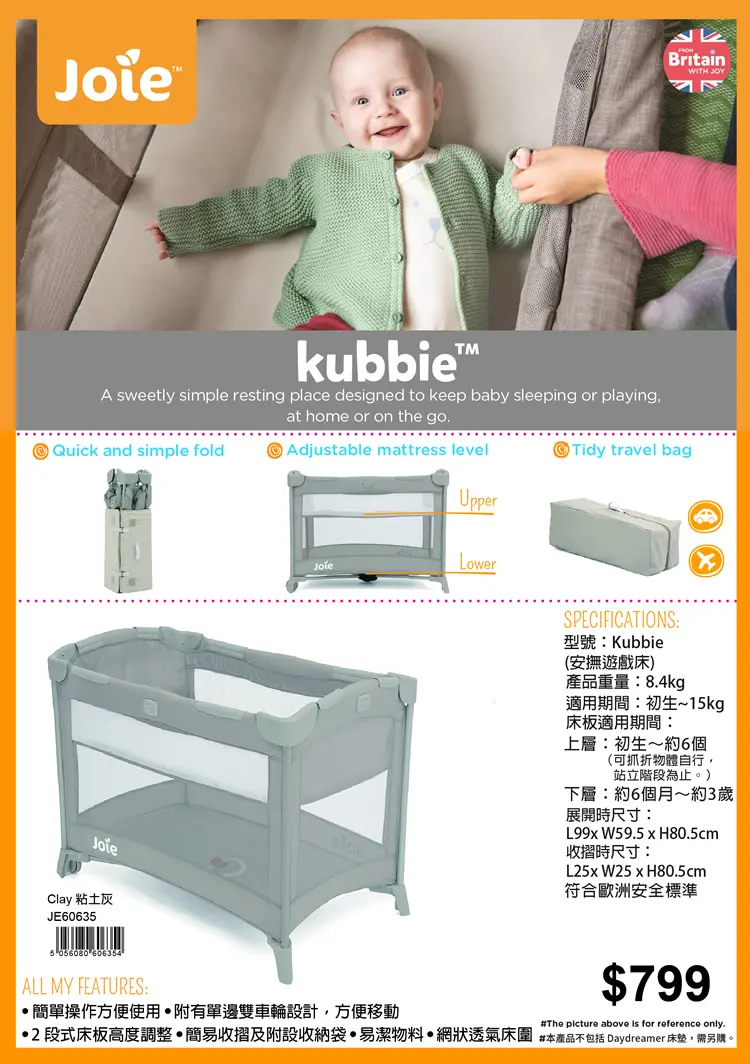 Joie™
FROM
Britain
WITH JOY
kubbie™
A sweetly simple resting place designed to keep baby sleeping or playing,
at home or on the go.
Quick and simple fold
Adjustable mattress level
Tidy travel bag
Upper
Lower
Joie
SPECIFICATIONS:
型號：Kubbie
(安撫遊戲床)
產品重量：8.4kg
適用期間：初生~15kg
床板適用期間：
上層：初生～約6個
（可抓折物體自行，
站立階段為止。）
下層：約6個月～約3歲
展開時尺寸：
L99x W59.5 x H80.5cm
收摺時尺寸：
L25x W25 x H80.5cm
符合歐洲安全標準
Joie
Clay 粘土灰
JE60635
5 056080 606354
ALL MY FEATURES:
•簡單操作方便使用•附有單邊雙車輪設計，方便移動
•2 段式床板高度調整•簡易收摺及附設收納袋•易潔物料•網狀透氣床圍
$799
#The picture above is for reference only.
#本產品不包括 Daydreamer 床墊，需另購。